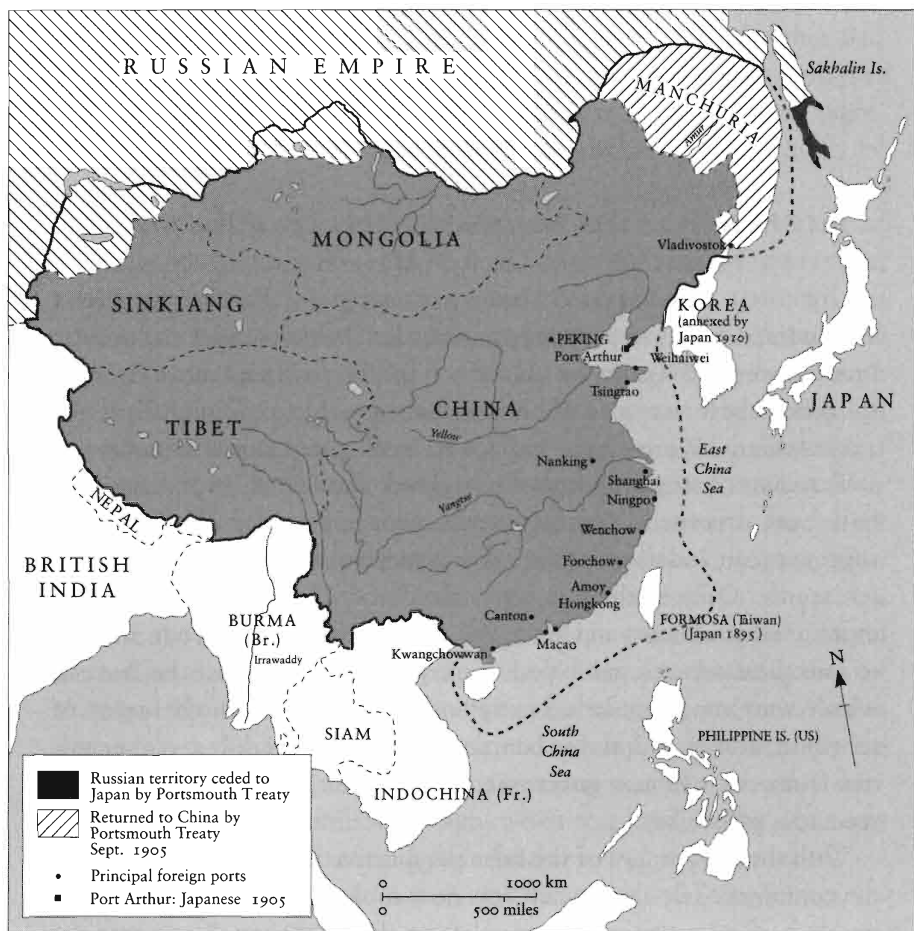 RUSSIAN EMPIRE
Sakhalin Is.
MANCHURIA
Amur
MONGOLIA
Vladivostok
SINKIANG
KOREA
(annexed by
Japan 1910)
PEKING
Port Arthur
Weihaiwei
Tsingtao
JAPAN
CHINA
TIBET
Yellow
East
China
Sea
Nanking
Shanghai
Ningpo
Yangtse
Wenchow
NEPAL
Foochow
BRITISH
INDIA
Amoy
Hongkong
BURMA
(Br.)
Canton
FORMOSA (Taiwan)
(Japan 1895)
Macao
Irrawaddy
Kwangchowwan
N
SIAM
South
China
Sea
PHILIPPINE IS. (US)
INDOCHINA (Fr.)
Russian territory ceded to
Japan by Portsmouth Treaty
Returned to China by
Portsmouth Treaty
Sept. 1905
Principal foreign ports
Port Arthur: Japanese 1905
0 1000 km
0 500 miles